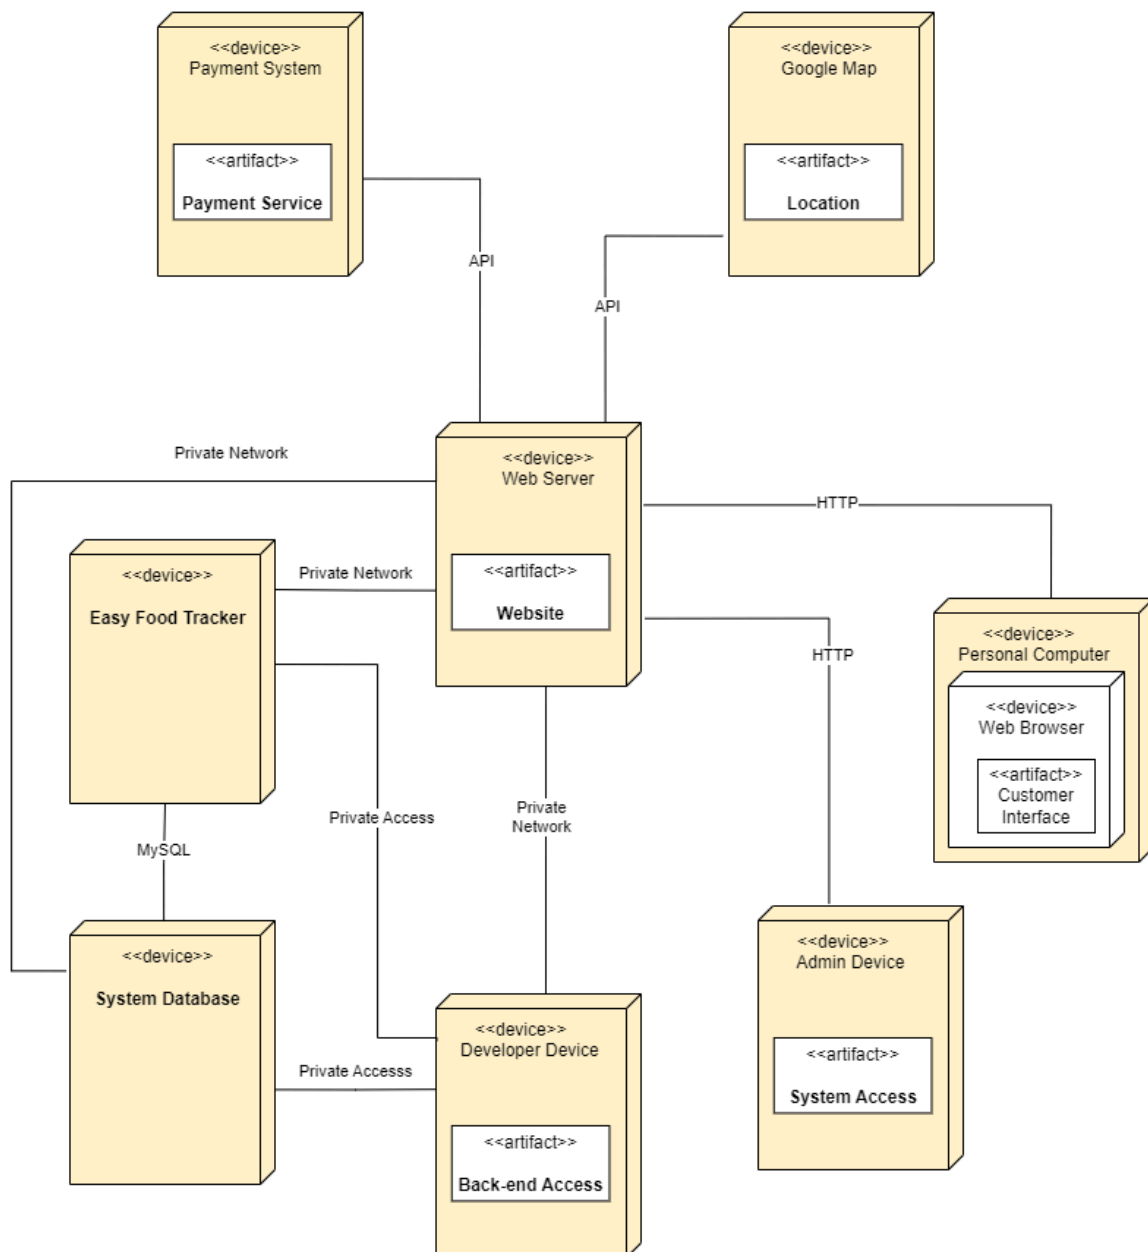 <<device>>
Payment System
<<artifact>>
Payment Service
<<device>>
Google Map
<<artifact>>
Location
API
API
Private Network
<<device>>
Web Server
<<artifact>>
Website
HTTP
<<device>>
Easy Food Tracker
Private Network
HTTP
<<device>>
Personal Computer
<<device>>
Web Browser
<<artifact>>
Customer
Interface
Private Access
Private
Network
MySQL
<<device>>
System Database
Private Accesss
<<device>>
Developer Device
<<artifact>>
Back-end Access
<<device>>
Admin Device
<<artifact>>
System Access